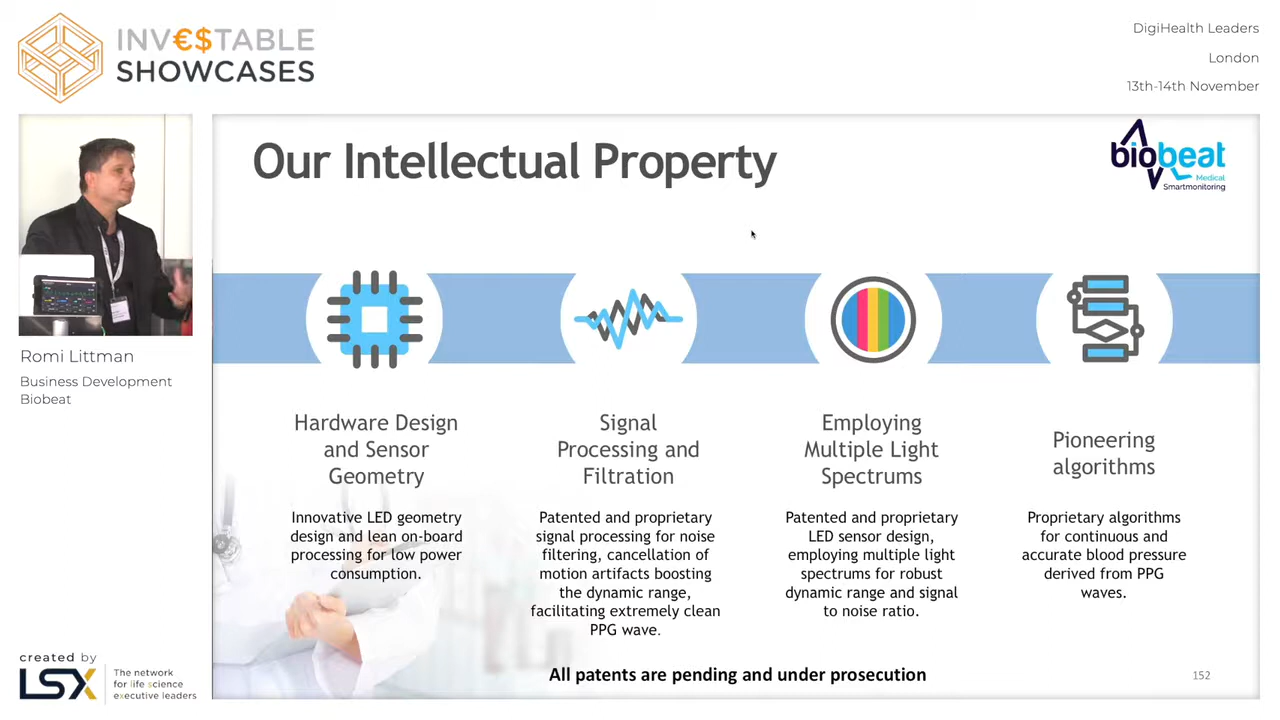 INV€$TABLE
SHOWCASES
DigiHealth Leaders
London
13th-14th November
Our Intellectual Property
biobeat
Medical
Smartmonitoring
Romi Littman
Business Development
Biobeat
Hardware Design
and Sensor
Geometry
Innovative LED geometry
design and lean on-board
processing for low power
consumption.
Signal
Processing and
Filtration
Patented and proprietary
signal processing for noise
filtering, cancellation of
motion artifacts boosting
the dynamic range,
facilitating extremely clean
PPG wave.
Employing
Multiple Light
Spectrums
Patented and proprietary
LED sensor design,
employing multiple light
spectrums for robust
dynamic range and signal
to noise ratio.
Pioneering
algorithms
Proprietary algorithms
for continuous and
accurate blood pressure
derived from PPG
waves.
All patents are pending and under prosecution
152
created by
LSX
The network
for life science
executive leaders